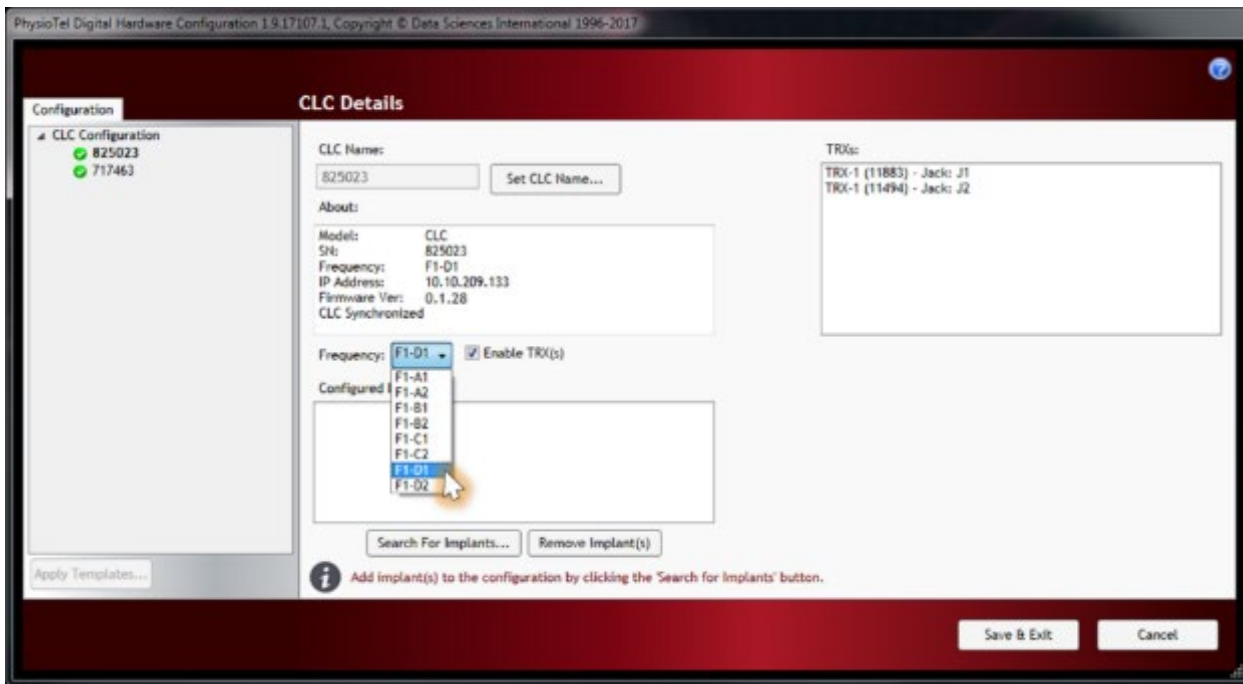 PhysioTel Digital Hardware Configuration 1.9.17107.1, Copyright © Data Sciences International 1996-2017
Configuration
CLC Details
CLC Configuration
825023
717463
CLC Name:
825023
Set CLC Name...
About:
Model: CLC
SN: 825023
Frequency: F1-D1
IP Address: 10.10.209.133
Firmware Ver: 0.1.28
CLC Synchronized
Frequency: F1-D1
Enable TRX(s)
F1-A1
F1-A2
F1-B1
F1-B2
F1-C1
F1-C2
F1-D1
F1-D2
Configured
Search For Implants...
Remove Implant(s)
Add implant(s) to the configuration by clicking the 'Search for Implants' button.
TRXs:
TRX-1 (11883) - Jack: J1
TRX-1 (11494) - Jack: J2
Apply Templates...
Save & Exit
Cancel